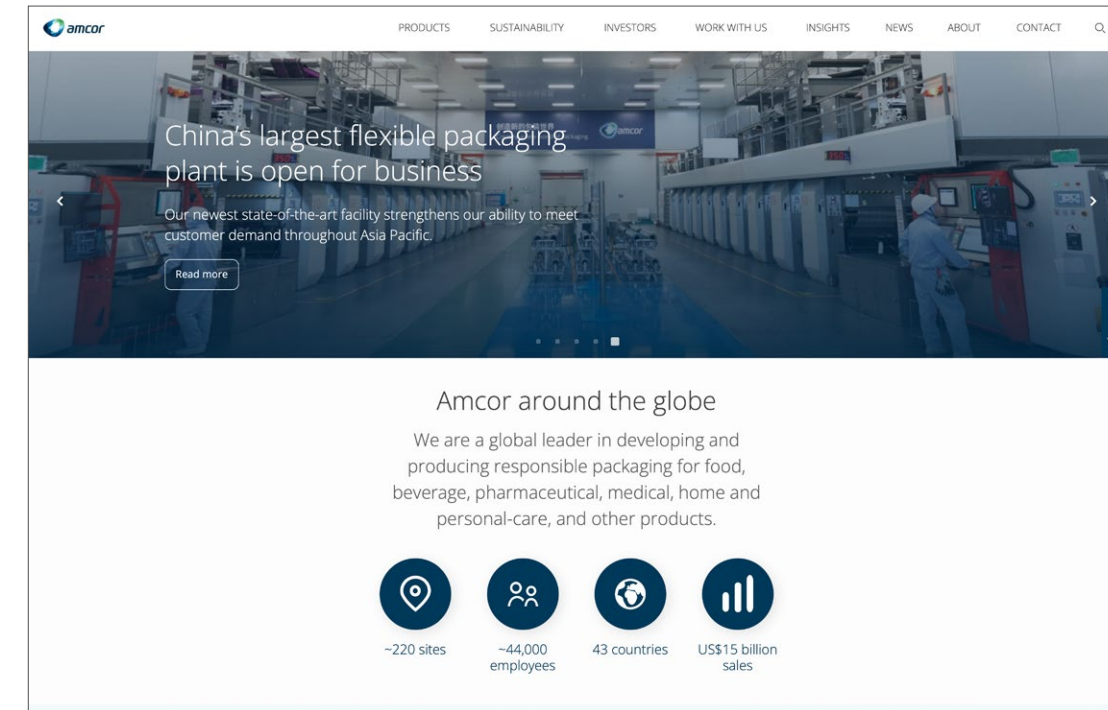 amcor
PRODUCTS SUSTAINABILITY INVESTORS WORK WITH US INSIGHTS NEWS ABOUT CONTACT
amcor
China's largest flexible packaging
plant is open for business
Our newest state-of-the-art facility strengthens our ability to meet
customer demand throughout Asia Pacific.
Read more
Amcor around the globe
We are a global leader in developing and
producing responsible packaging for food,
beverage, pharmaceutical, medical, home and
personal-care, and other products.
~220 sites
~44,000
employees
43 countries
US$15 billion
sales